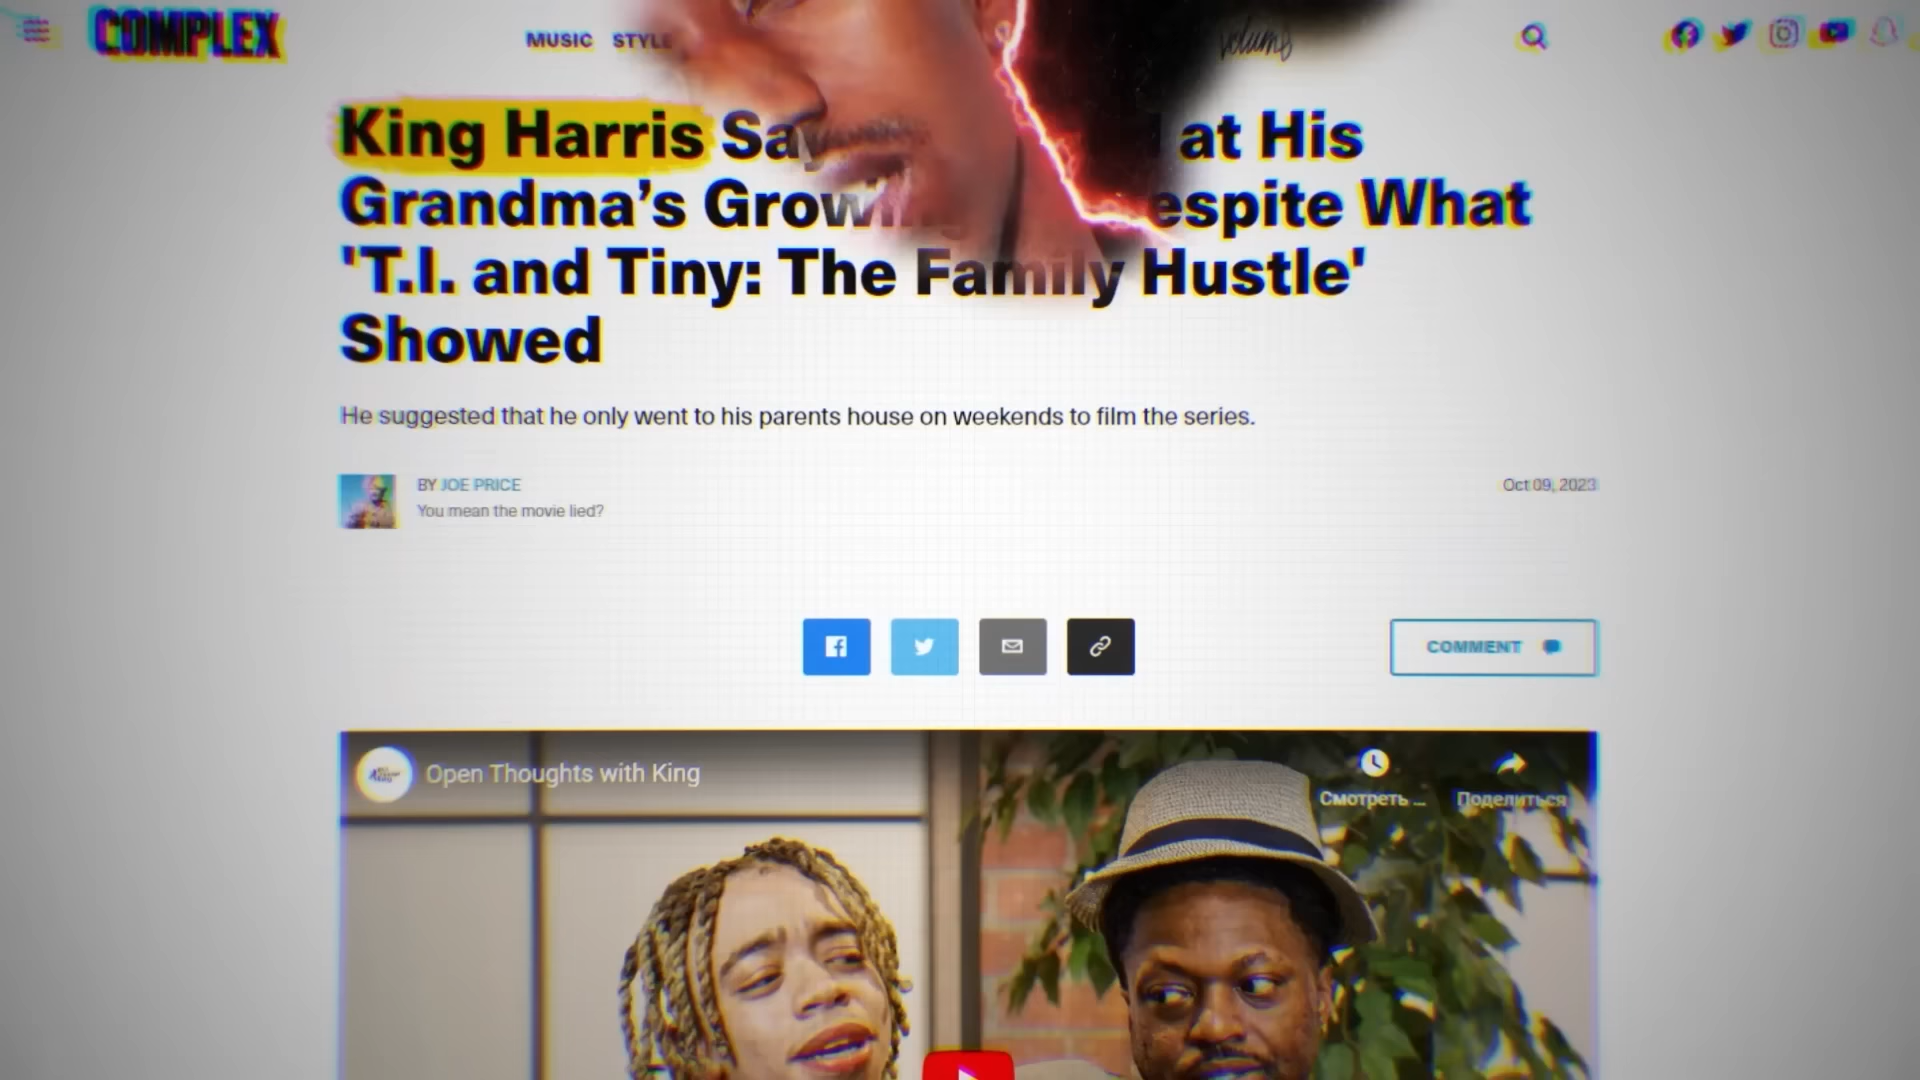 COMPLEX
MUSIC STYLE
volume
King Harris Say at His
Grandma's Grow espite What
'T.I. and Tiny: The Family Hustle'
Showed
He suggested that he only went to his parents house on weekends to film the series.
BY JOE PRICE
Oct 09, 2023
You mean the movie lied?
COMMENT
Open Thoughts with King
Смотреть ...
Поделиться